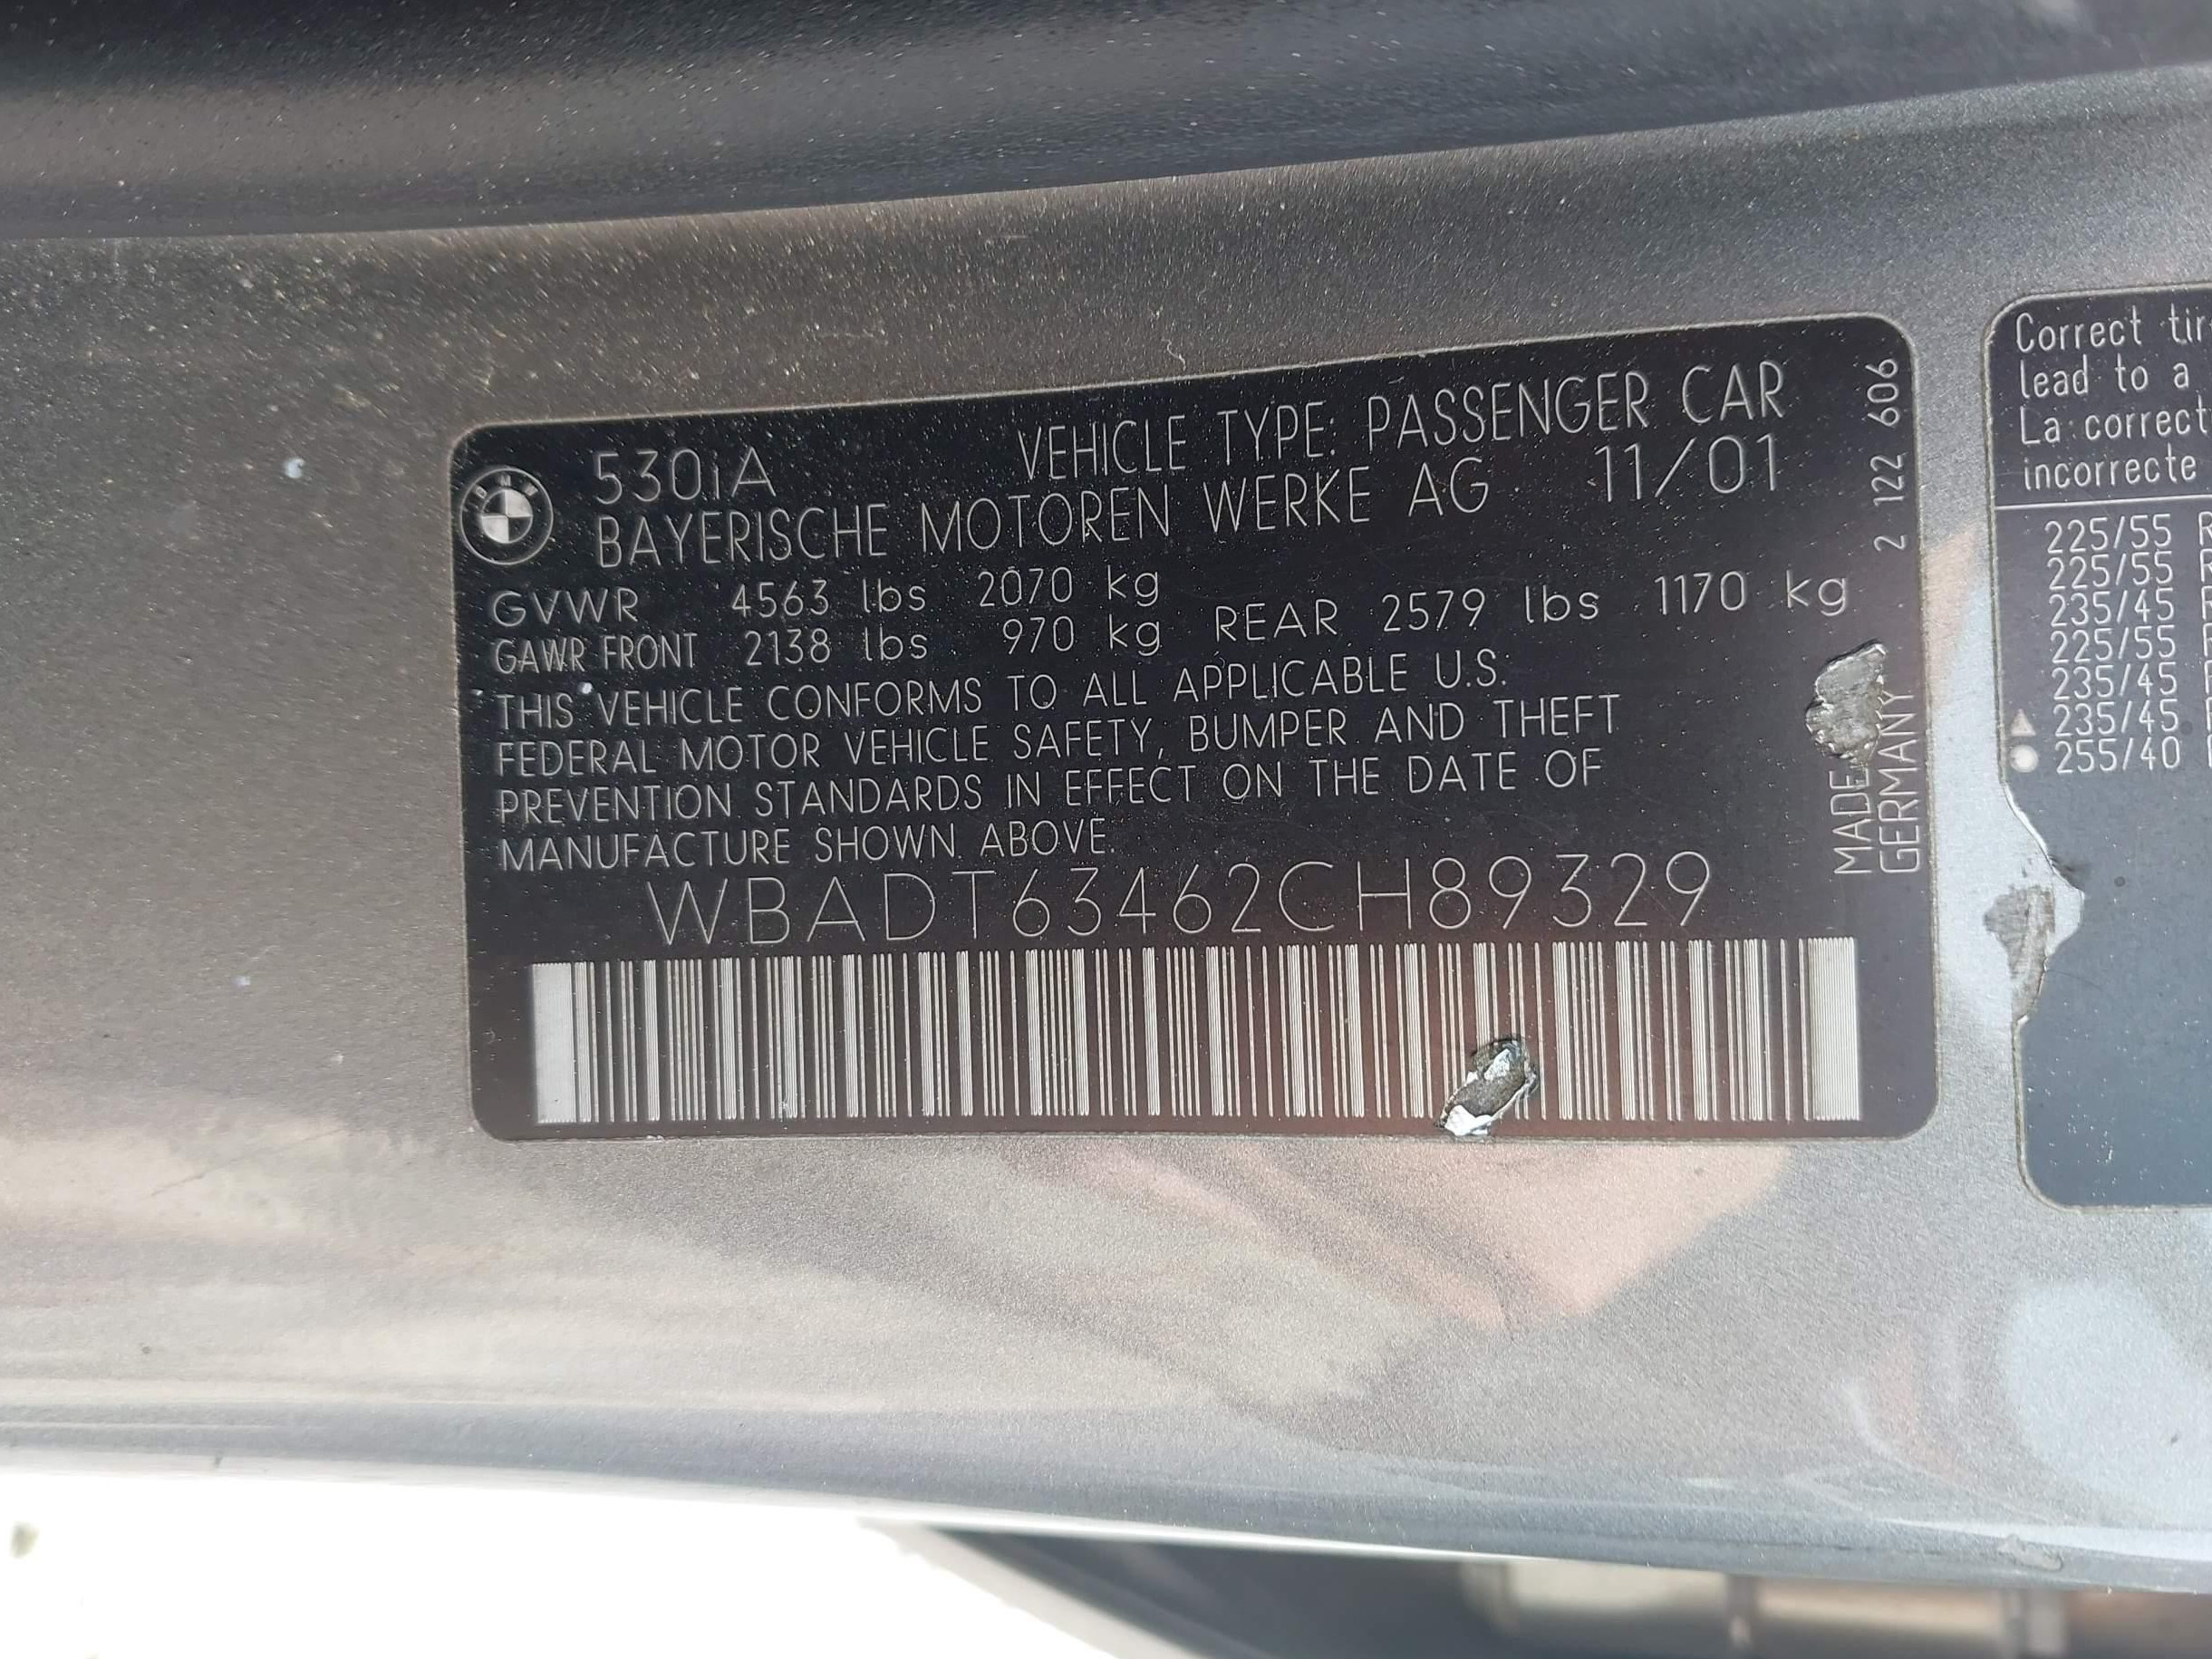 530iA VEHICLE TYPE: PASSENGER CAR
BAYERISCHE MOTOREN WERKE AG 11/01
GVWR 4563 lbs 2070 kg
GAWR FRONT 2138 lbs 970 kg REAR 2579 lbs 1170 kg
THIS VEHICLE CONFORMS TO ALL APPLICABLE U.S.
FEDERAL MOTOR VEHICLE SAFETY, BUMPER AND THEFT
PREVENTION STANDARDS IN EFFECT ON THE DATE OF
MANUFACTURE SHOWN ABOVE.
WBADT63462CH89329
2 122 606
MADE
GERMANY
BMW
Correct tir
lead to a
La correct
incorrecte
225/55 R
225/55 R
235/45
225/55
235/45
235/45
255/40